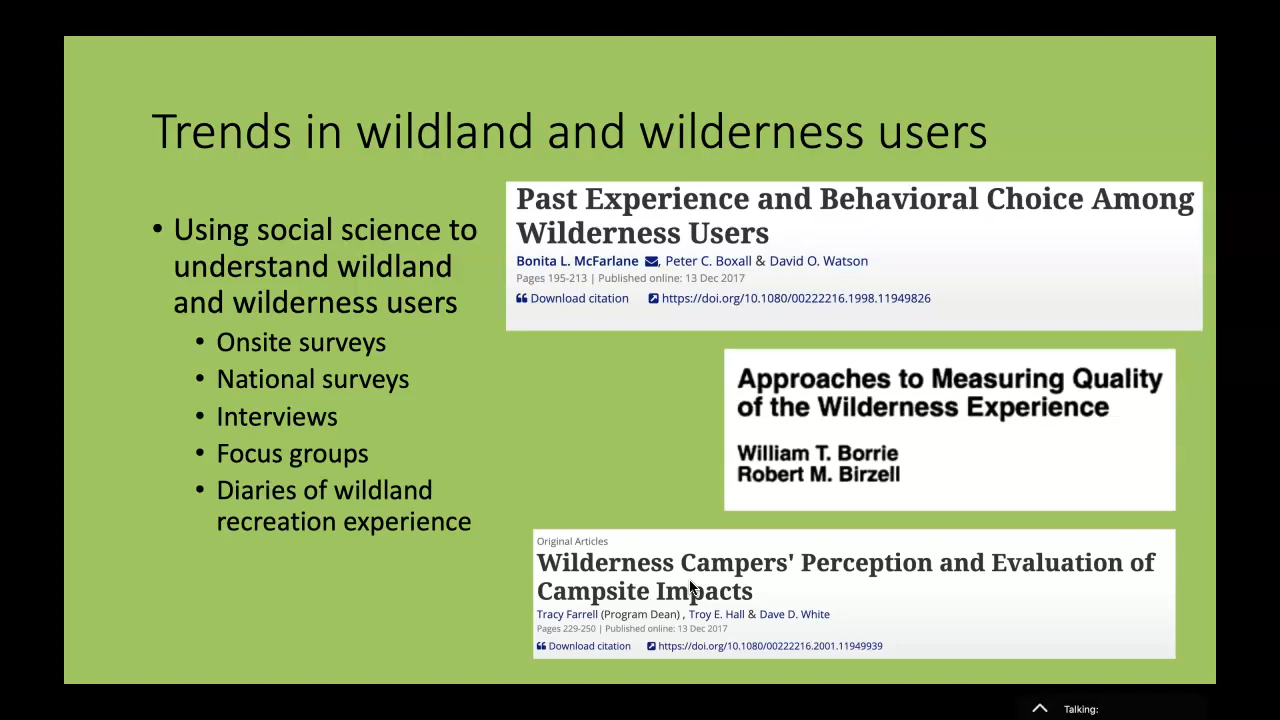 Trends in wildland and wilderness users
• Using social science to
understand wildland
and wilderness users
• Onsite surveys
• National surveys
• Interviews
• Focus groups
• Diaries of wildland
recreation experience
Past Experience and Behavioral Choice Among
Wilderness Users
Bonita L. McFarlane, Peter C. Boxall & David O. Watson
Pages 195-213 | Published online: 13 Dec 2017
Download citation https://doi.org/10.1080/00222216.1998.11949826
Approaches to Measuring Quality
of the Wilderness Experience
William T. Borrie
Robert M. Birzell
Original Articles
Wilderness Campers' Perception and Evaluation of
Campsite Impacts
Tracy Farrell (Program Dean) , Troy E. Hall & Dave D. White
Pages 229-250 | Published online: 13 Dec 2017
Download citation https://doi.org/10.1080/00222216.2001.11949939
Talking: